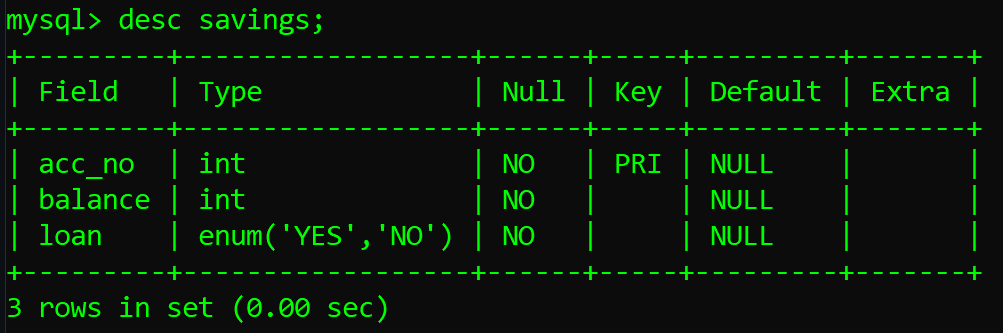 mysql> desc savings;
+---------+------------------+------+-----+---------+-------+
| Field   | Type             | Null | Key | Default | Extra |
+---------+------------------+------+-----+---------+-------+
| acc_no  | int              | NO   | PRI | NULL    |       |
| balance | int              | NO   |     | NULL    |       |
| loan    | enum('YES','NO') | NO   |     | NULL    |       |
+---------+------------------+------+-----+---------+-------+
3 rows in set (0.00 sec)